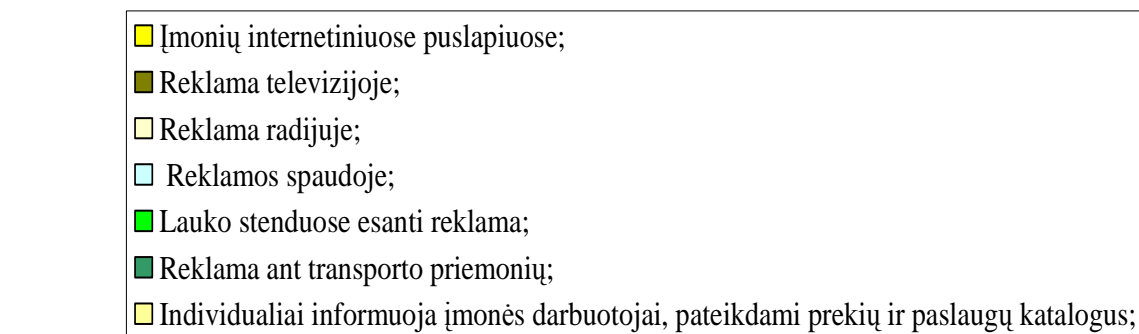 Įmonių internetiniuose puslapiuose;
Reklama televizijoje;
Reklama radijuje;
Reklamos spaudoje;
Lauko stenduose esanti reklama;
Reklama ant transporto priemonių;
Individualiai informuoja įmonės darbuotojai, pateikdami prekių ir paslaugų katalogus;